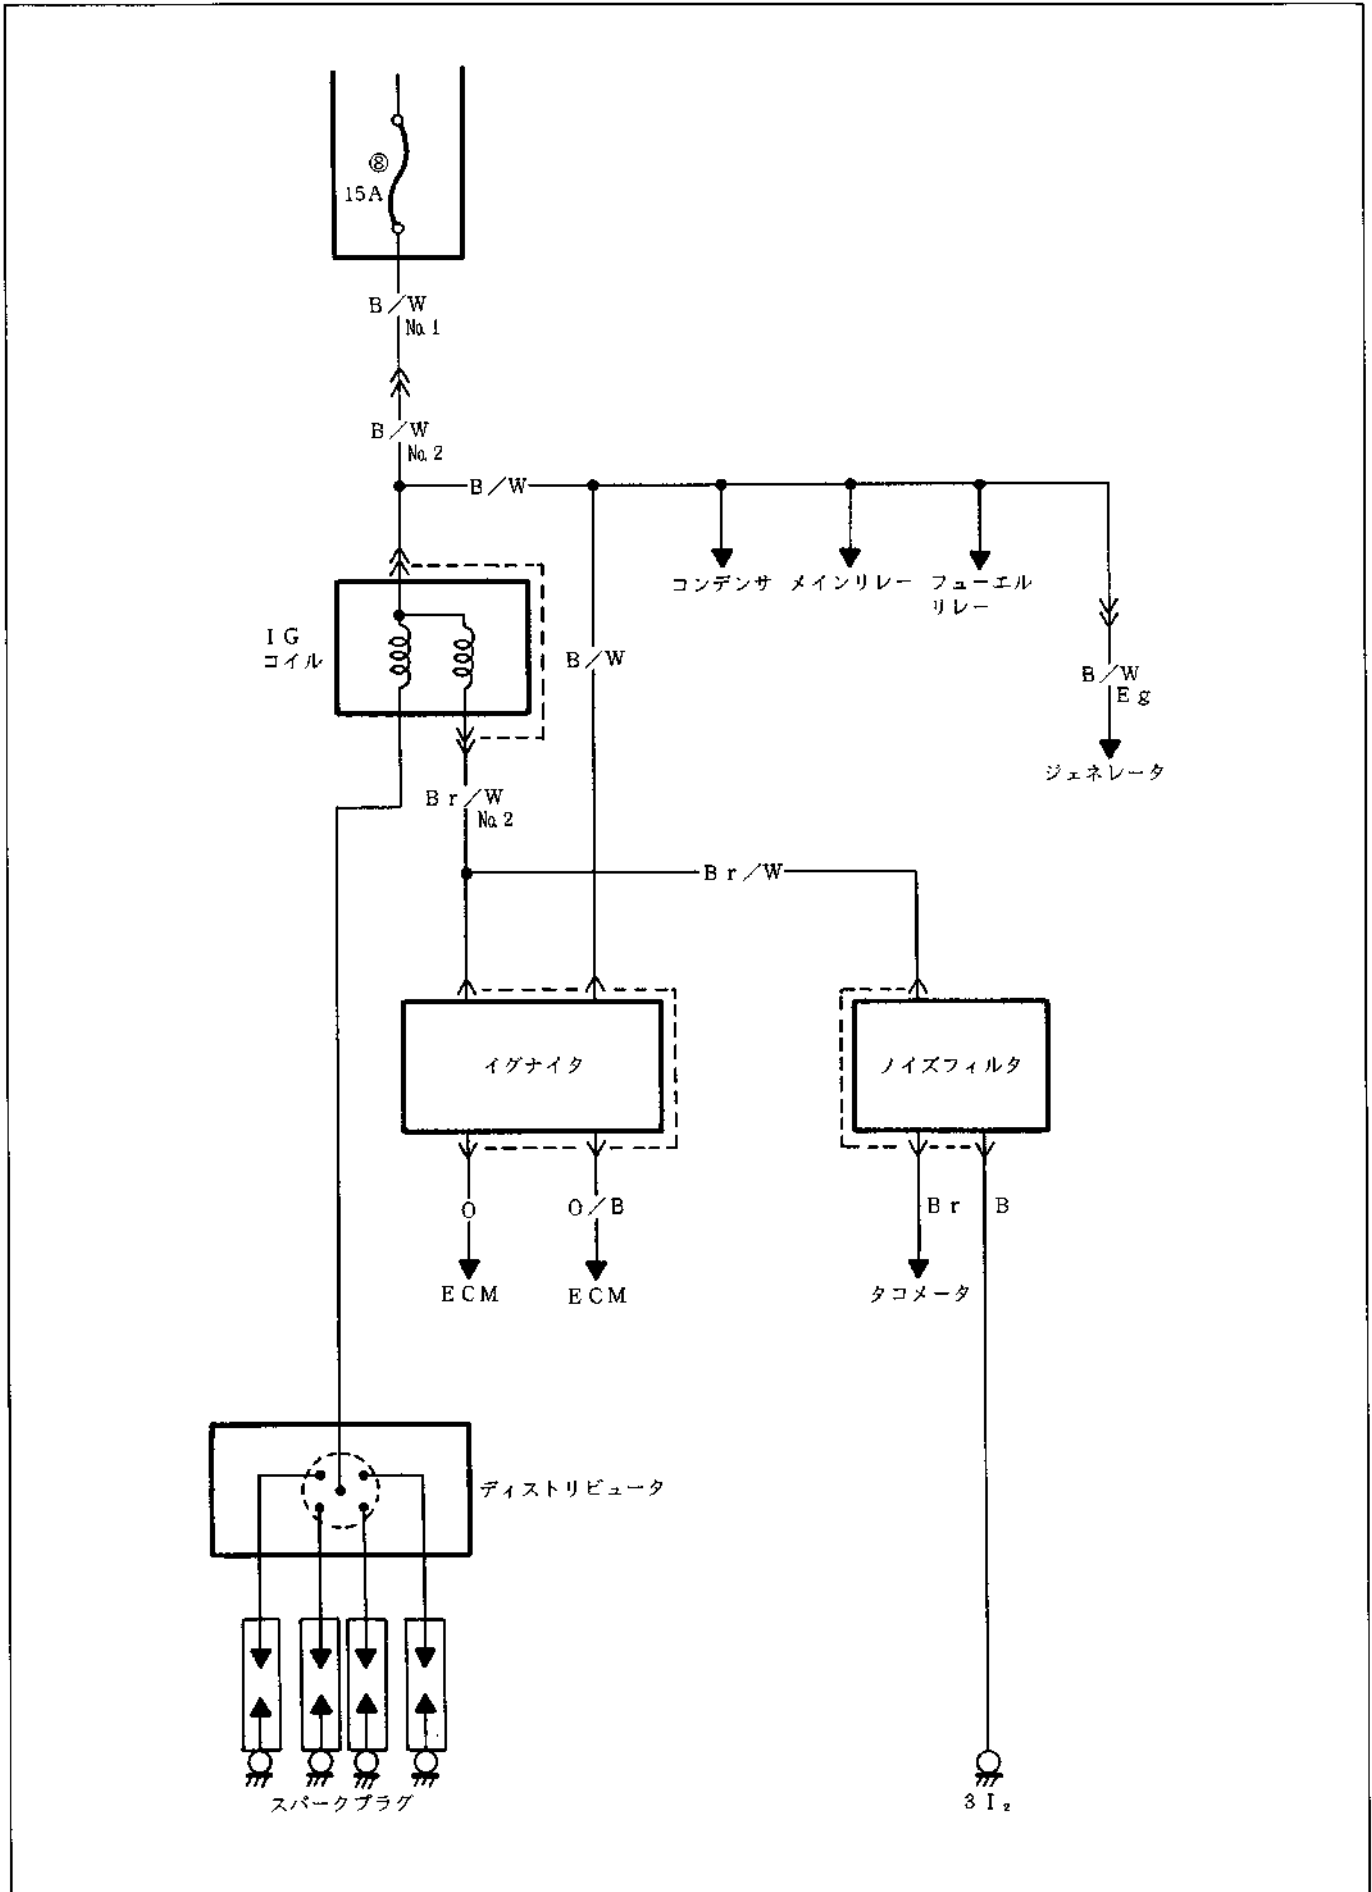 ⑧
15A
B/W
No.1
B/W
No.2
B/W
コンデンサ
メインリレー
フューエル
リレー
IG
コイル
B/W
B/W
Eg
ジェネレータ
Br/W
No.2
Br/W
イグナイタ
ノイズフィルタ
O
O/B
Br
B
ECM
ECM
タコメータ
ディストリビュータ
スパークプラグ
3I₂